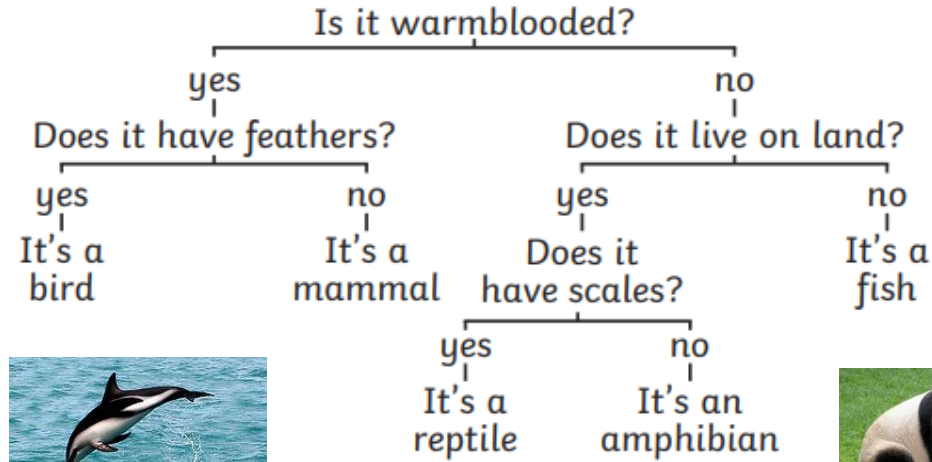 Is it warmblooded?
yes
no
Does it have feathers?
Does it live on land?
yes
no
yes
no
It's a
bird
It's a
mammal
Does it
have scales?
It's a
fish
yes
no
It's a
reptile
It's an
amphibian